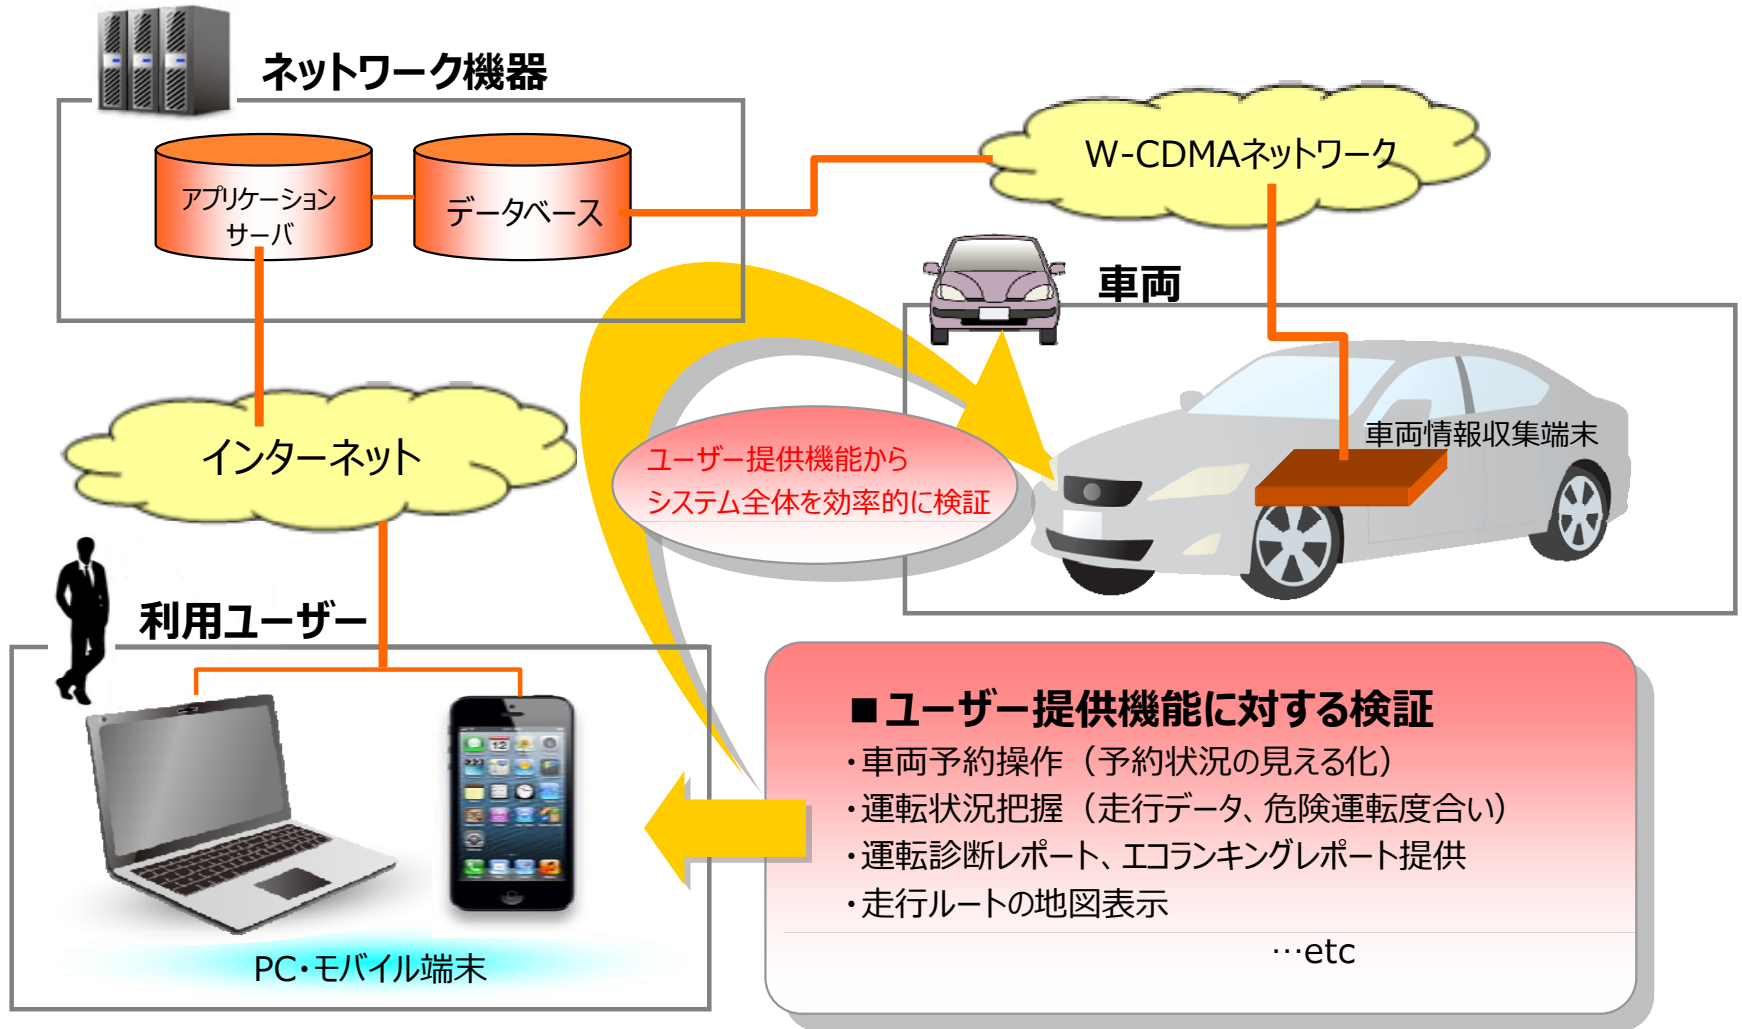 ネットワーク機器
アプリケーション
サーバ
データベース
W-CDMAネットワーク
車両
インターネット
ユーザー提供機能から
システム全体を効率的に検証
車両情報収集端末
利用ユーザー
PC・モバイル端末
■ユーザー提供機能に対する検証
・車両予約操作（予約状況の見える化）
・運転状況把握（走行データ、危険運転度合い）
・運転診断レポート、エコランキングレポート提供
・走行ルートの地図表示
…etc